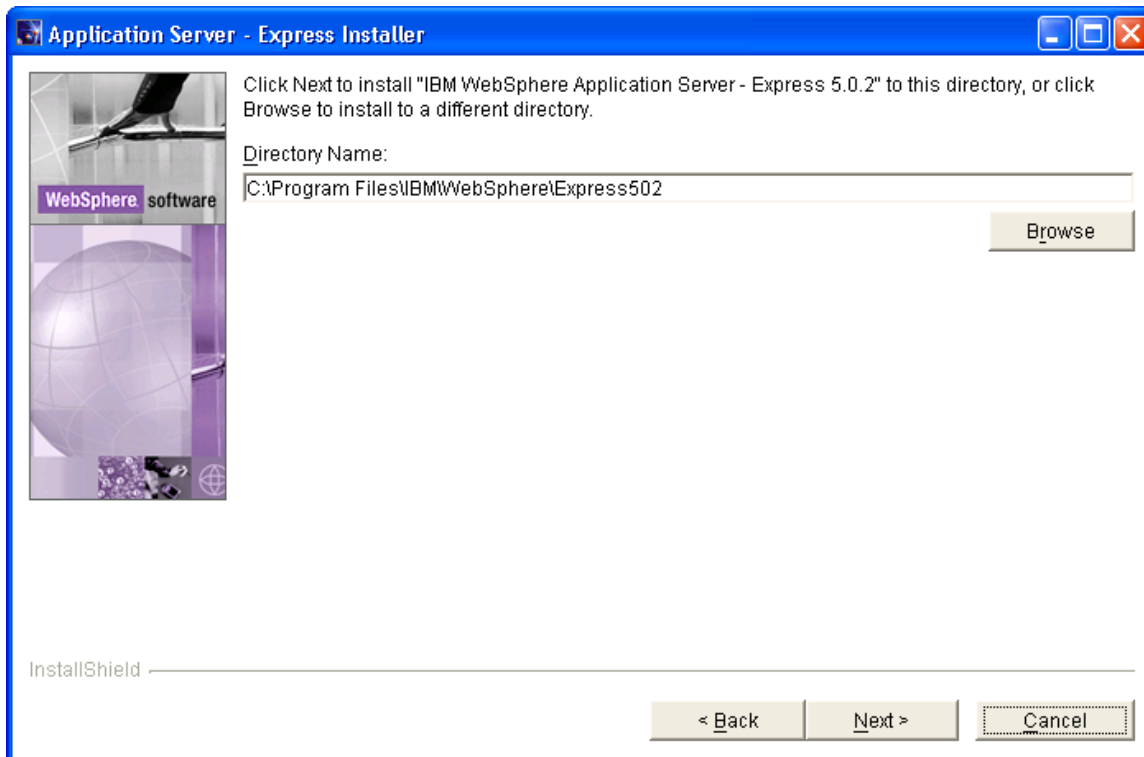 Application Server - Express Installer
Click Next to install "IBM WebSphere Application Server - Express 5.0.2" to this directory, or click
Browse to install to a different directory.
Directory Name:
C:\Program Files\IBMWebSphere\Express502
Browse
WebSphere. software
InstallShield
< Back
Next >
Cancel